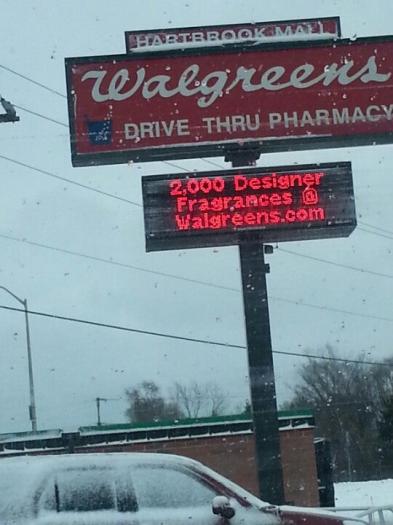 HARTBROOK MALL
Walgreens
DRIVE THRU PHARMACY
2,000 Designer
Fragrances @
Walgreens.com